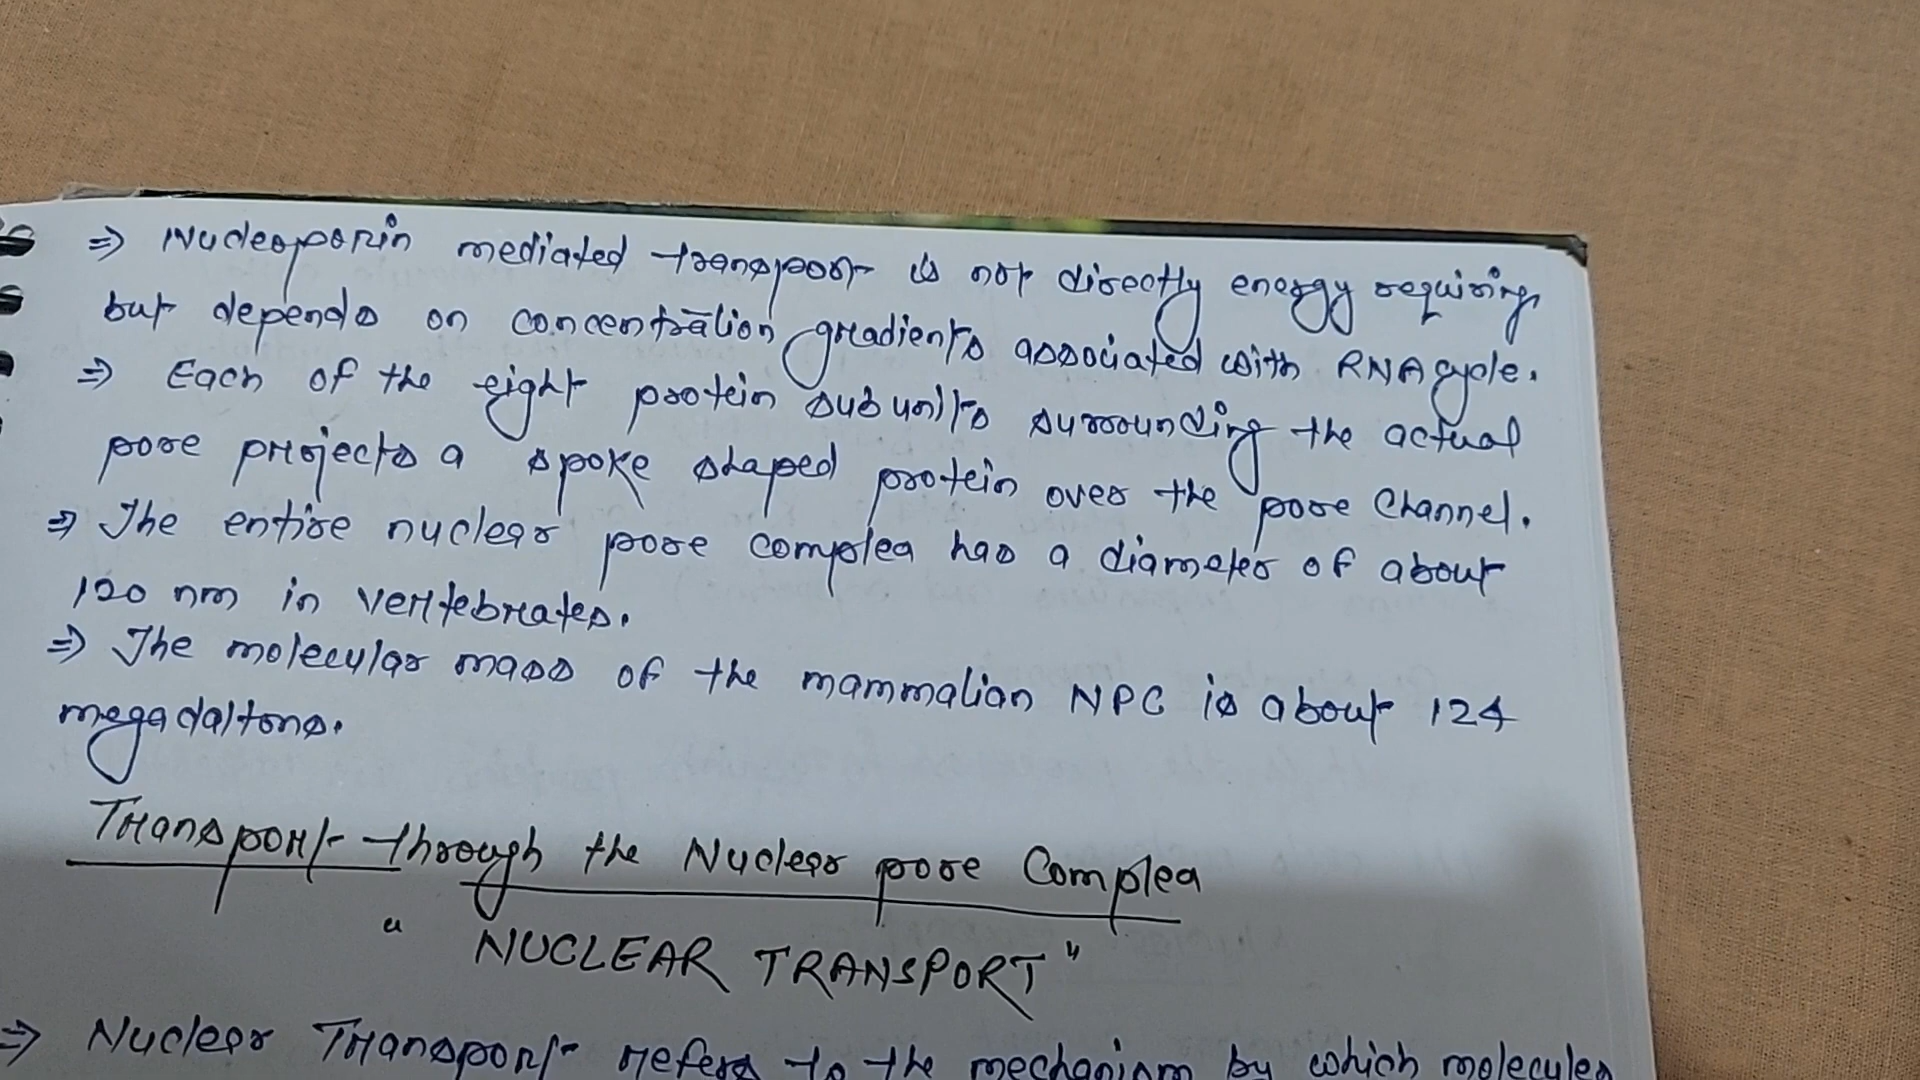 ⇒ Nucleoporin mediated transport is not directly energy requiring,
but depends on concentration gradients associated with RNA cycle.
⇒ Each of the eight protein subunits surrounding the actual
pore projects a spoke shaped protein over the pore channel.
⇒ The entire nuclear pore complex has a diameter of about
120 nm in vertebrates.
⇒ The molecular mass of the mammalian NPC is about 124
megadaltons.
Transport through the Nuclear pore Complex
"NUCLEAR TRANSPORT"
⇒ Nuclear Transport refers to the mechanism by which molecules